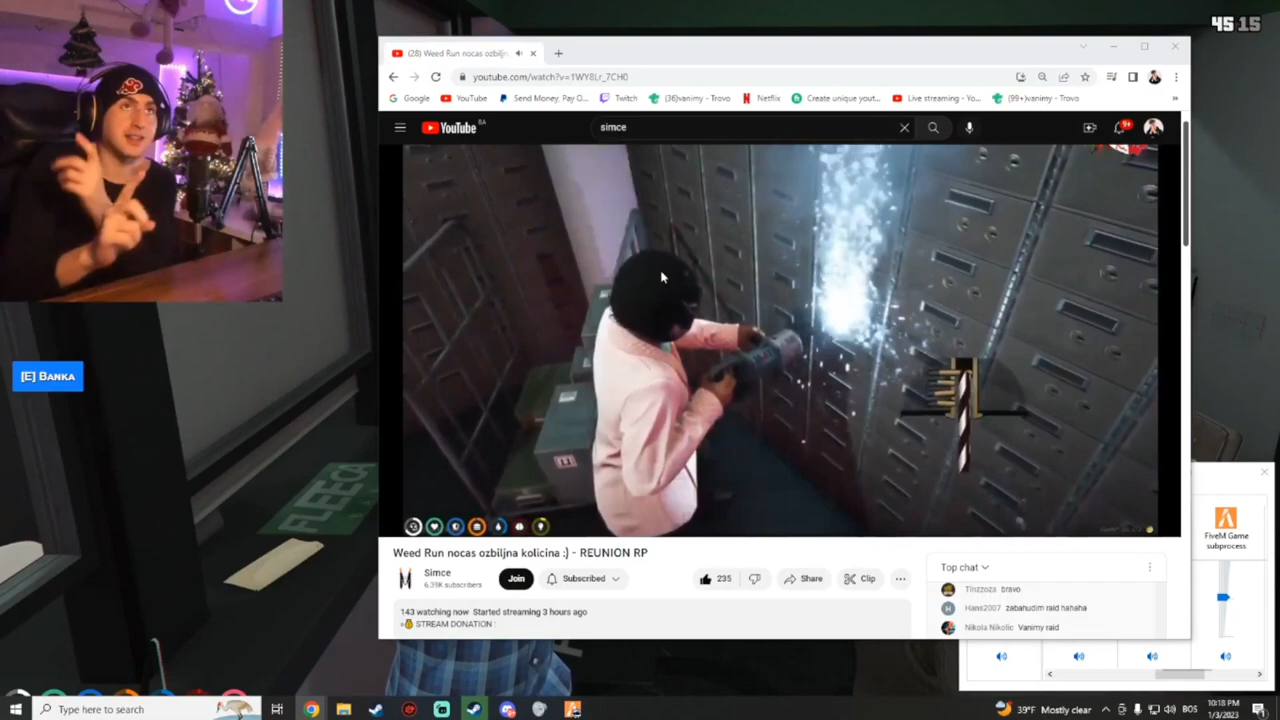 45:15
(28) Weed Run nocas ozbiljn
youtube.com/watch?v=1WY8Lr_7CH0
Google
YouTube
Send Money, Pay O...
Twitch
(36)vanimy - Trovo
Netflix
Create unique yout...
Live streaming - Yo...
(99+)vanimy - Trovo
YouTube BA
simce
9+
[E] BANKA
FLEECA
FiveM Game
subprocess
Weed Run nocas ozbiljna kolicina :) - REUNION RP
Simce
6.39K subscribers
Join
Subscribed
235
Share
Clip
Top chat
Tinzzoza bravo
Hans2007 zabahudim raid hahaha
Nikola Nikolic Vanimy raid
143 watching now Started streaming 3 hours ago
STREAM DONATION :
Type here to search
39°F Mostly clear
BOS
10:18 PM
1/3/2023